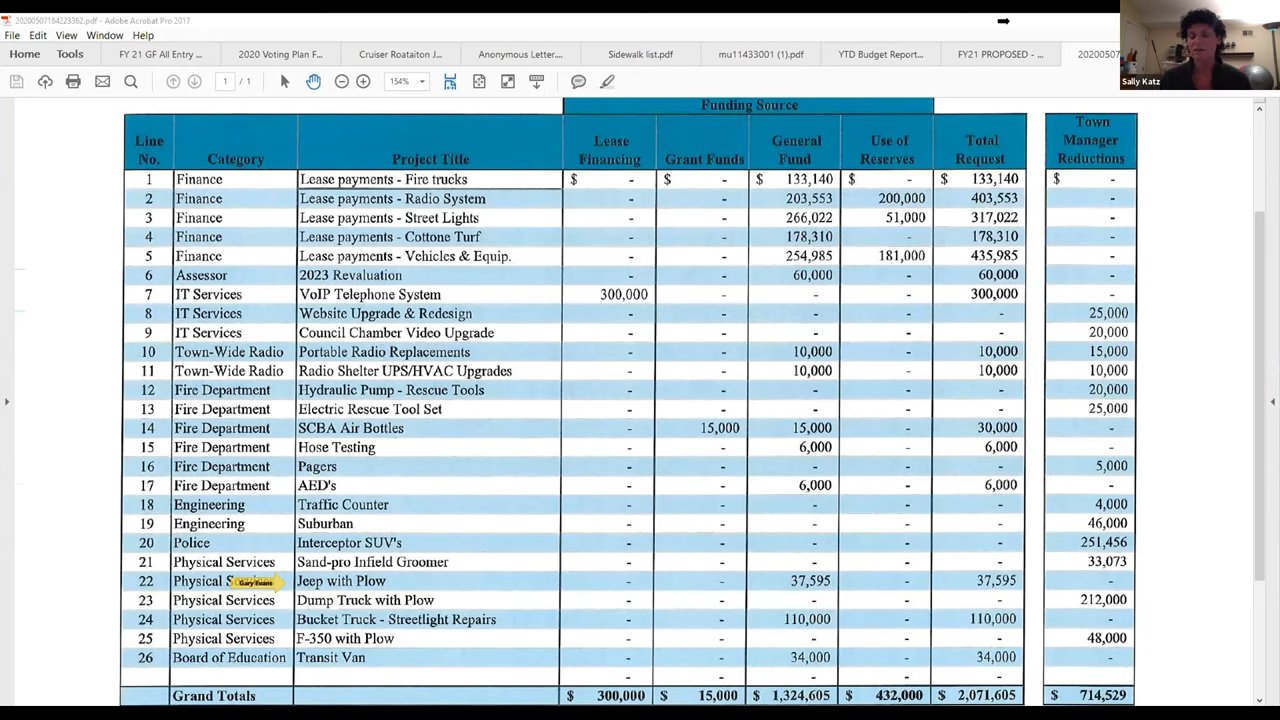 20200507184223362.pdf - Adobe Acrobat Pro 2017
File Edit View Window Help
Home Tools FY 21 GF All Entry ... 2020 Voting Plan F... Cruiser Roataiton J... Anonymous Letter.... Sidewalk list.pdf mu11433001 (1).pdf YTD Budget Report... FY21 PROPOSED - ... 2020050
1 / 1 154%
Sally Katz
Funding Source
Line No. Category Project Title Lease Financing Grant Funds General Fund Use of Reserves Total Request Town Manager Reductions
1 Finance Lease payments - Fire trucks $ - $ - $ 133,140 $ - $ 133,140 $ -
2 Finance Lease payments - Radio System - - 203,553 200,000 403,553 -
3 Finance Lease payments - Street Lights - - 266,022 51,000 317,022 -
4 Finance Lease payments - Cottone Turf - - 178,310 - 178,310 -
5 Finance Lease payments - Vehicles & Equip. - - 254,985 181,000 435,985 -
6 Assessor 2023 Revaluation - - 60,000 - 60,000 -
7 IT Services VoIP Telephone System 300,000 - - - 300,000 -
8 IT Services Website Upgrade & Redesign - - - - - 25,000
9 IT Services Council Chamber Video Upgrade - - - - - 20,000
10 Town-Wide Radio Portable Radio Replacements - - 10,000 - 10,000 15,000
11 Town-Wide Radio Radio Shelter UPS/HVAC Upgrades - - 10,000 - 10,000 10,000
12 Fire Department Hydraulic Pump - Rescue Tools - - - - - 20,000
13 Fire Department Electric Rescue Tool Set - - - - - 25,000
14 Fire Department SCBA Air Bottles - 15,000 15,000 - 30,000 -
15 Fire Department Hose Testing - - 6,000 - 6,000 -
16 Fire Department Pagers - - - - - 5,000
17 Fire Department AED's - - 6,000 - 6,000 -
18 Engineering Traffic Counter - - - - - 4,000
19 Engineering Suburban - - - - - 46,000
20 Police Interceptor SUV's - - - - - 251,456
21 Physical Services Sand-pro Infield Groomer - - - - - 33,073
22 Physical S Gary Evans Jeep with Plow - - 37,595 - 37,595 -
23 Physical Services Dump Truck with Plow - - - - - 212,000
24 Physical Services Bucket Truck - Streetlight Repairs - - 110,000 - 110,000 -
25 Physical Services F-350 with Plow - - - - - 48,000
26 Board of Education Transit Van - - 34,000 - 34,000 -
- - - - - -
Grand Totals $ 300,000 $ 15,000 $ 1,324,605 $ 432,000 $ 2,071,605 $ 714,529